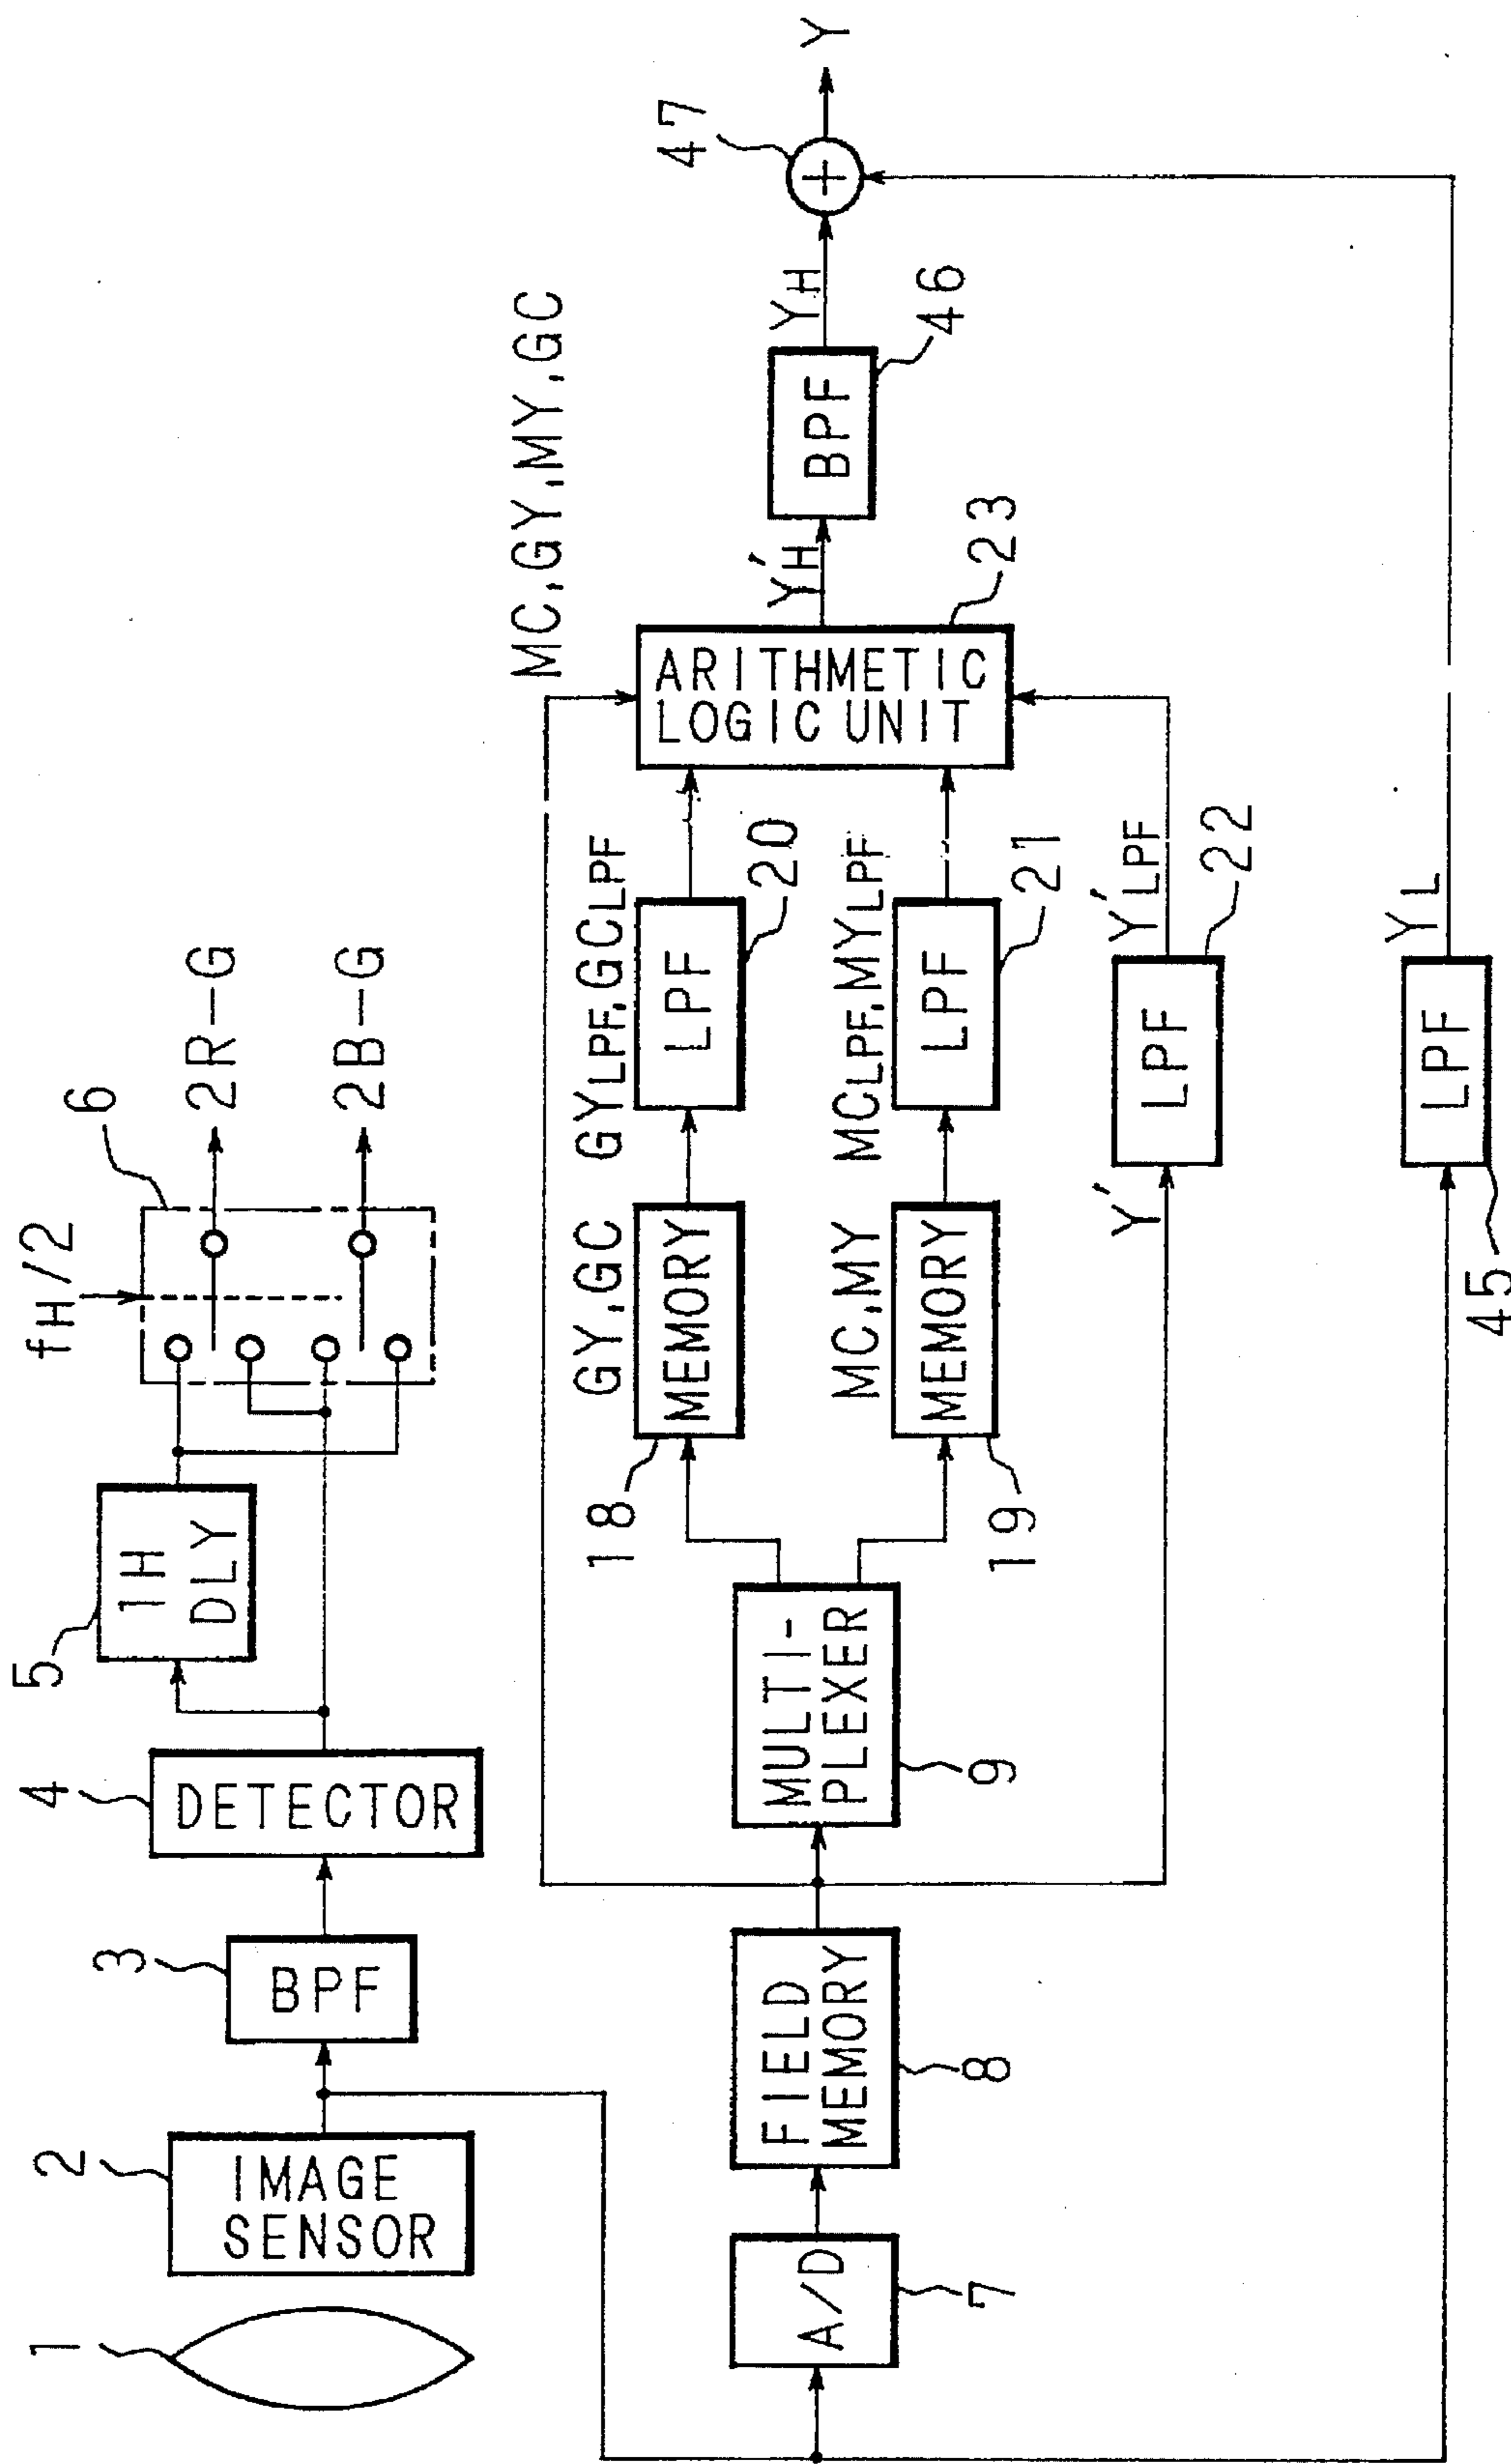 1
2
IMAGE
SENSOR
3
BPF
4
DETECTOR
5
1H
DLY
fH/2
6
2R-G
2B-G
A/D
7
FIELD
MEMORY
8
MULTI-
PLEXER
9
18
MEMORY
GY,GC
19
MEMORY
MC,MY
GYLPF,GCLPF
LPF
20
MCLPF,MYLPF
LPF
21
Y'
LPF
22
Y'LPF
MC,GY,MY,GC
ARITHMETIC
LOGIC UNIT
23
Y'H
BPF
46
YH
47
+
Y
45
LPF
YL